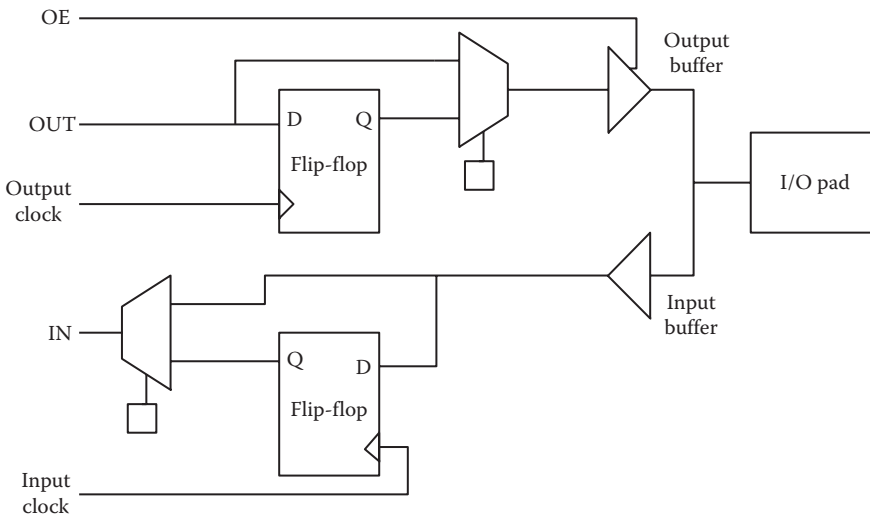 OE
Output
buffer
OUT
D
Q
Flip-flop
Output
clock
I/O pad
Input
buffer
IN
Q
D
Flip-flop
Input
clock